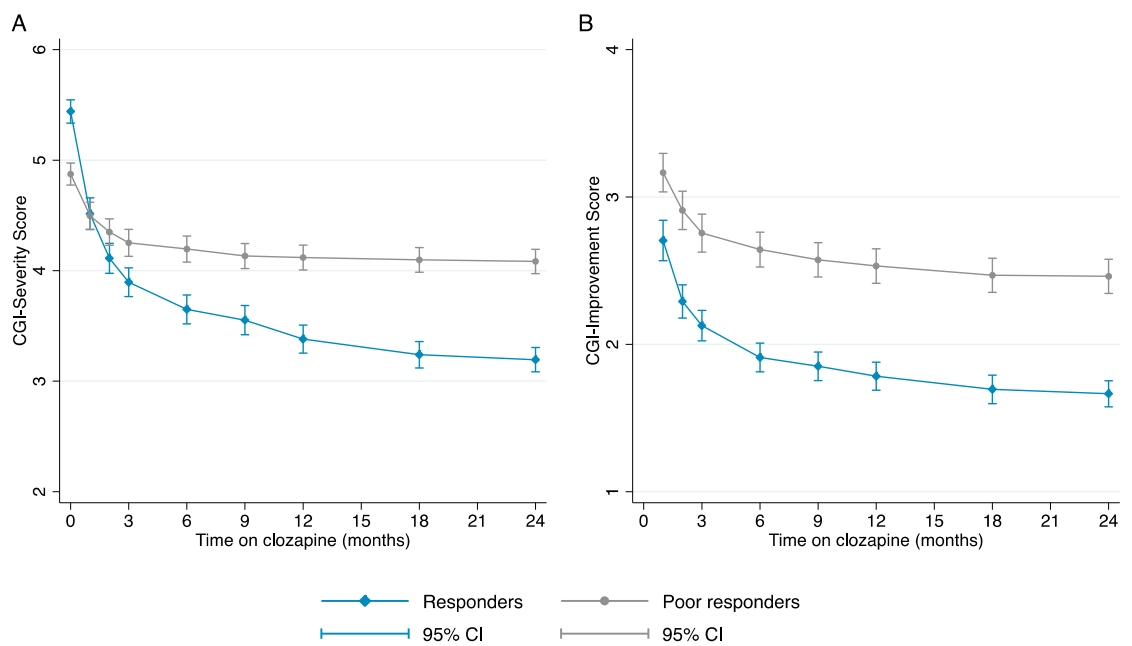 A
CGI-Severity Score
6
5
4
3
2
0 3 6 9 12 15 18 21 24
Time on clozapine (months)
B
CGI-Improvement Score
4
3
2
1
0 3 6 9 12 15 18 21 24
Time on clozapine (months)
Responders Poor responders
95% CI 95% CI